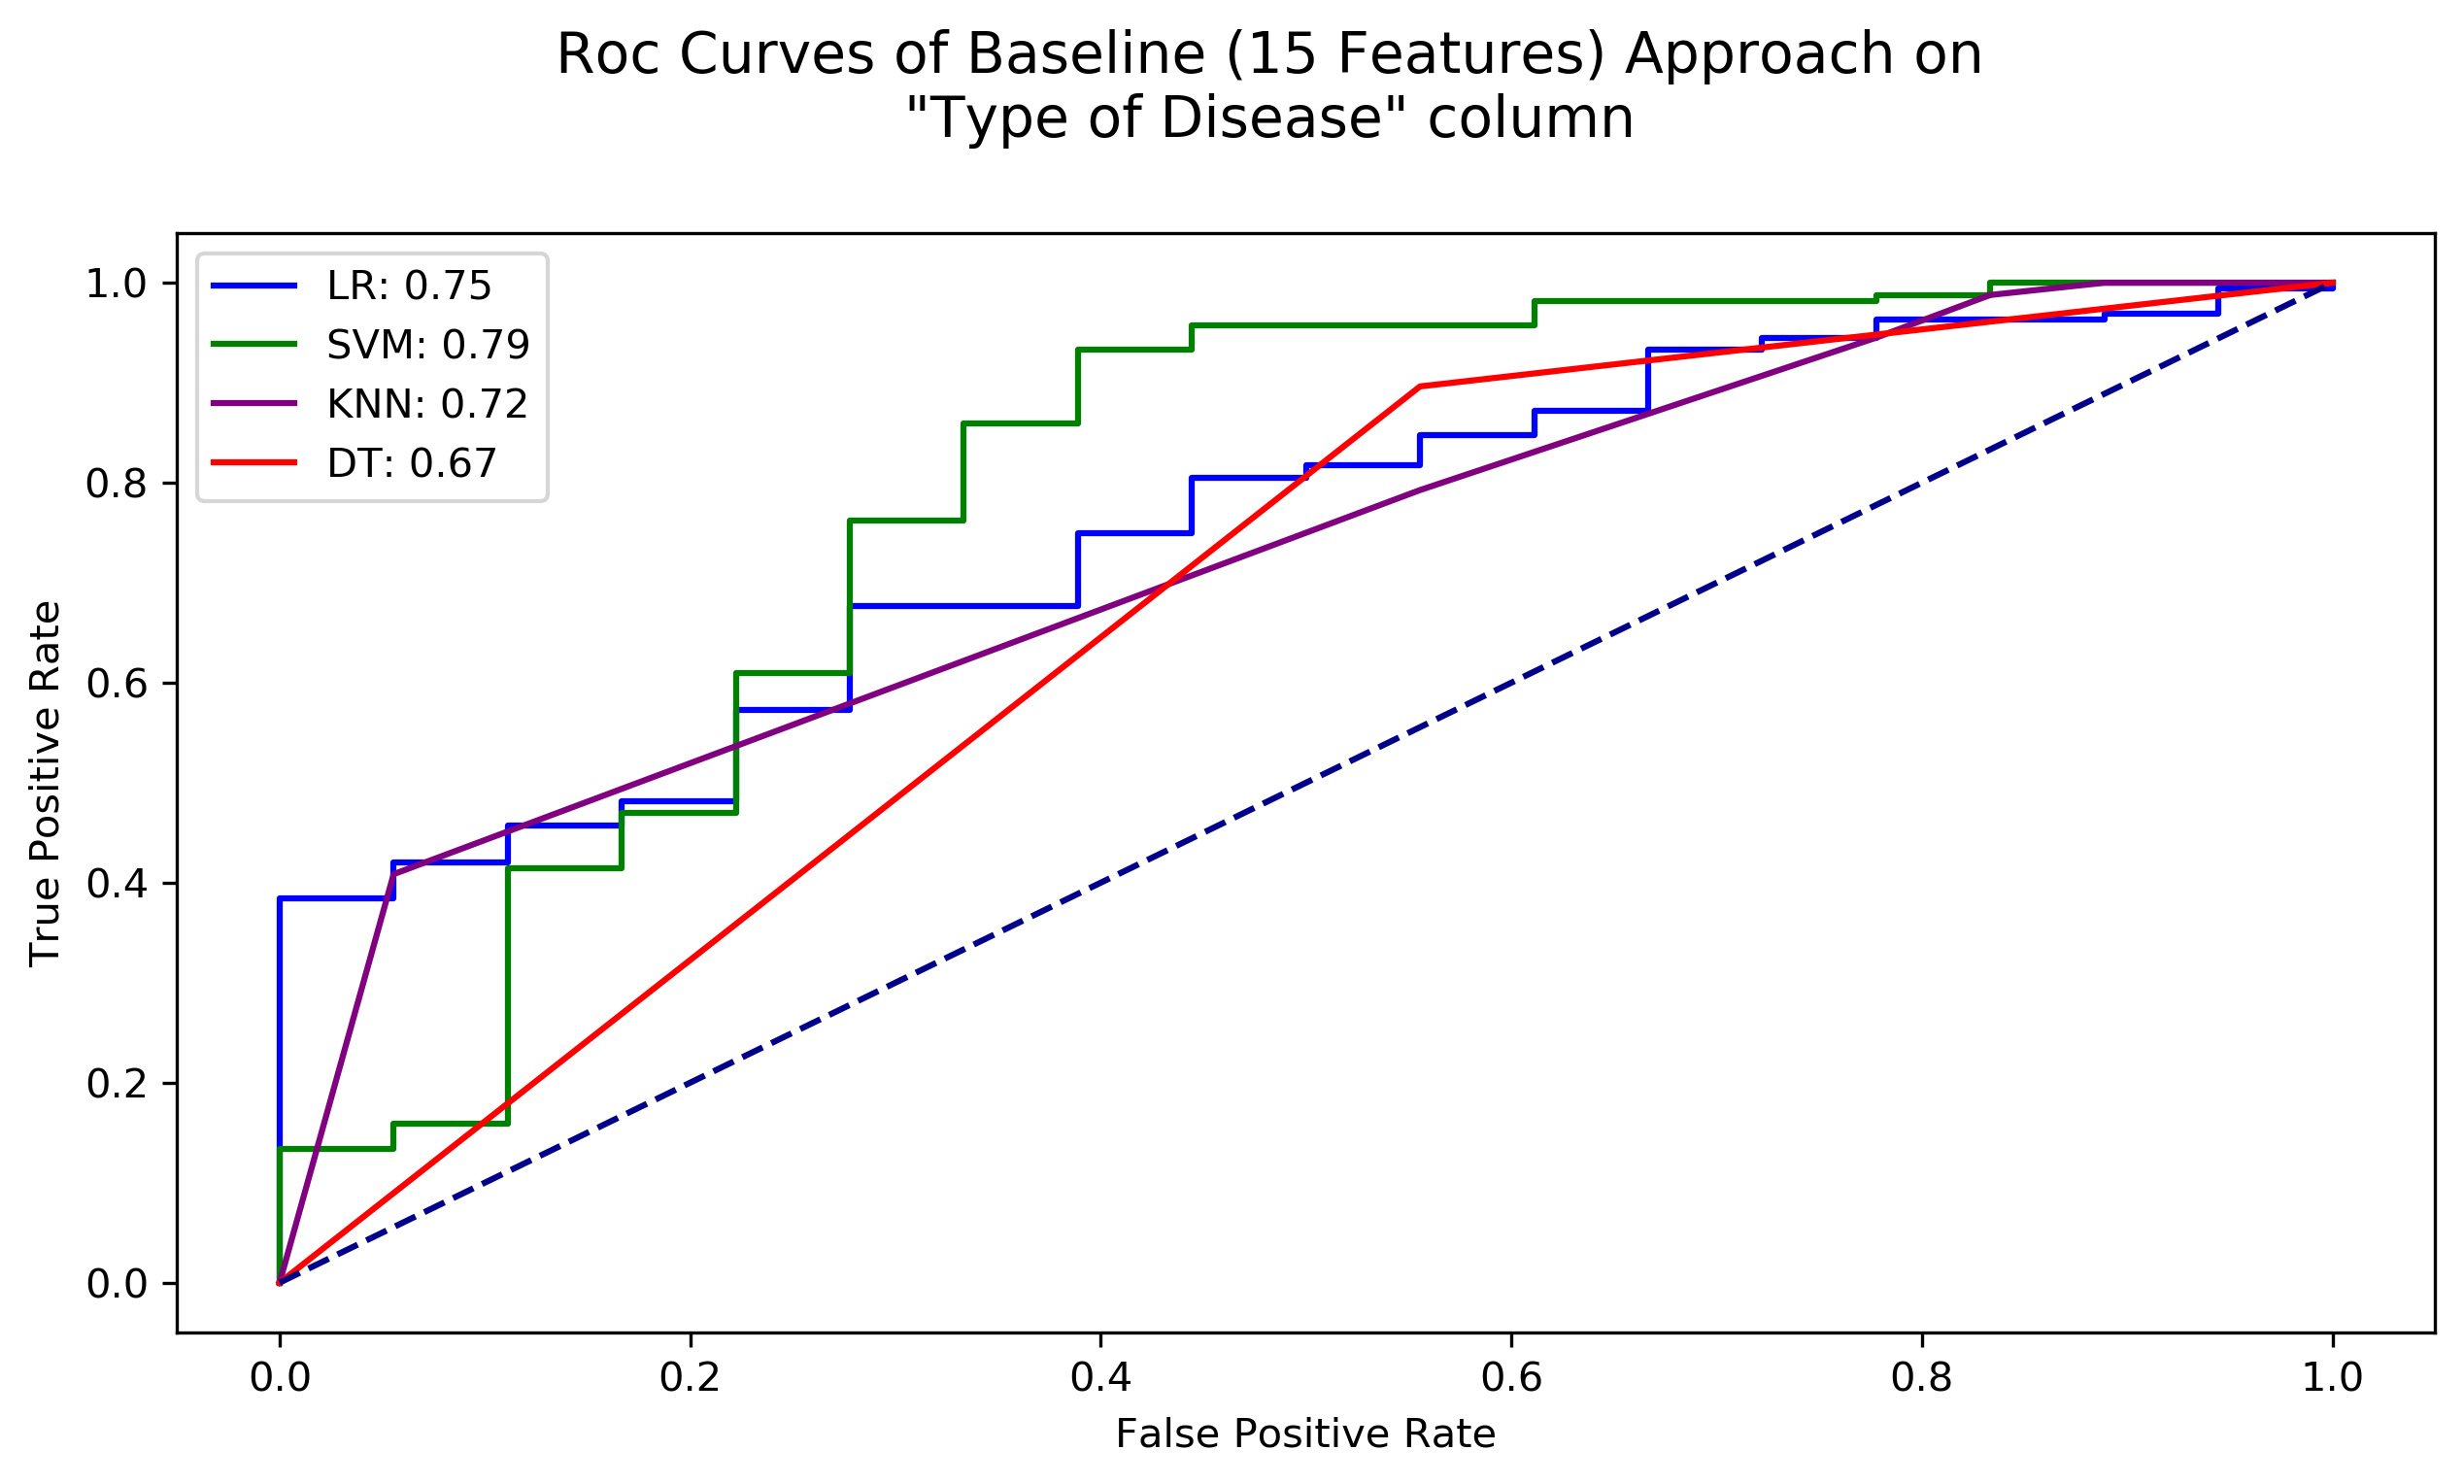 Roc Curves of Baseline (15 Features) Approach on
"Type of Disease" column
LR: 0.75
SVM: 0.79
KNN: 0.72
DT: 0.67
True Positive Rate
1.0
0.8
0.6
0.4
0.2
0.0
0.0 0.2 0.4 0.6 0.8 1.0
False Positive Rate